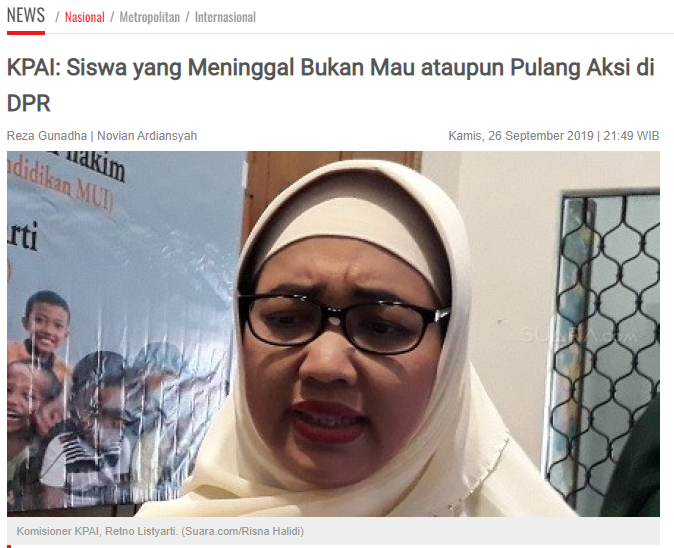 NEWS / Nasional / Metropolitan / Internasional
KPAI: Siswa yang Meninggal Bukan Mau ataupun Pulang Aksi di
DPR
Reza Gunadha | Novian Ardiansyah Kamis, 26 September 2019 | 21:49 WIB
hakim
ndidikan MUI)
arti
SUARA.com
Komisioner KPAI, Retno Listyarti. (Suara.com/Risna Halidi)